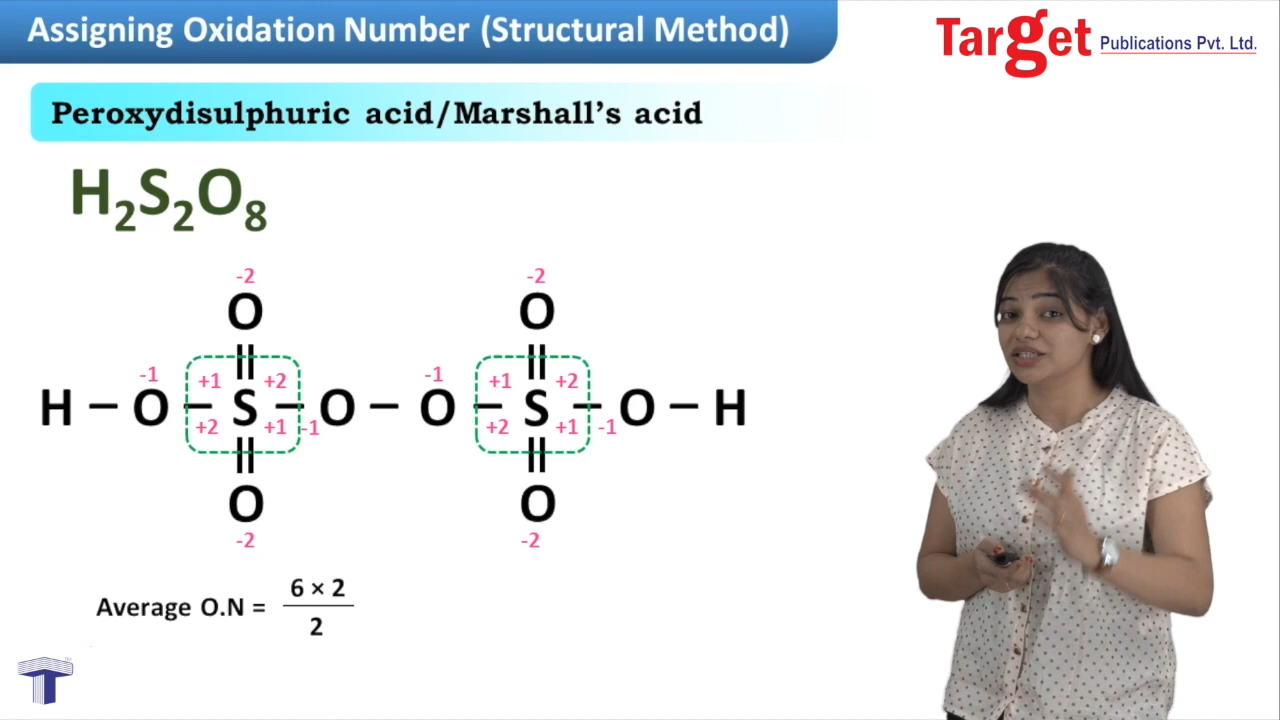 Assigning Oxidation Number (Structural Method)
Target Publications Pvt. Ltd.
Peroxydisulphuric acid/Marshall's acid
H₂S₂O₈
-2 -2
O O
-1 +1 +2 -1 +1 +2
H – O – S – O – O – S – O – H
+2 +1 -1 +2 +1 -1
O O
-2 -2
Average O.N = 6 × 2 / 2